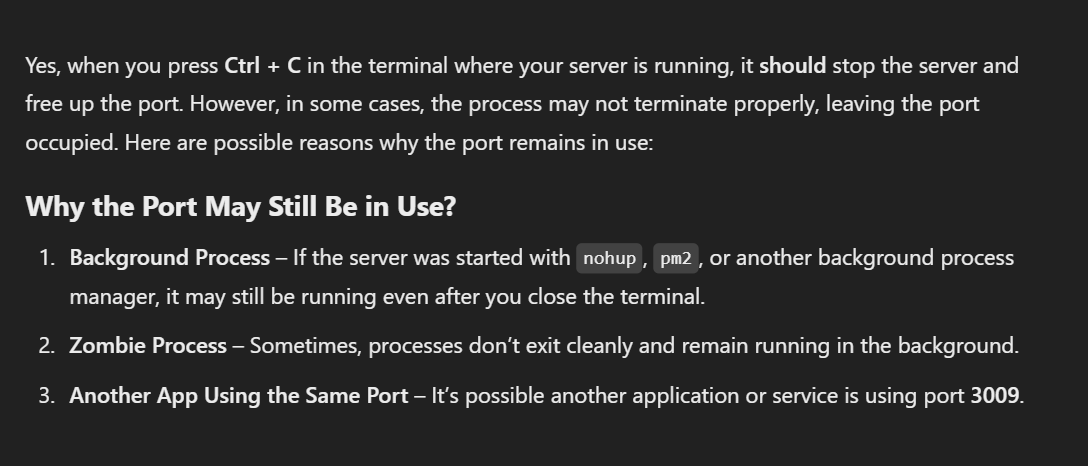 Yes, when you press Ctrl + C in the terminal where your server is running, it should stop the server and
free up the port. However, in some cases, the process may not terminate properly, leaving the port
occupied. Here are possible reasons why the port remains in use:
Why the Port May Still Be in Use?
1. Background Process – If the server was started with nohup, pm2, or another background process
manager, it may still be running even after you close the terminal.
2. Zombie Process – Sometimes, processes don’t exit cleanly and remain running in the background.
3. Another App Using the Same Port – It’s possible another application or service is using port 3009.